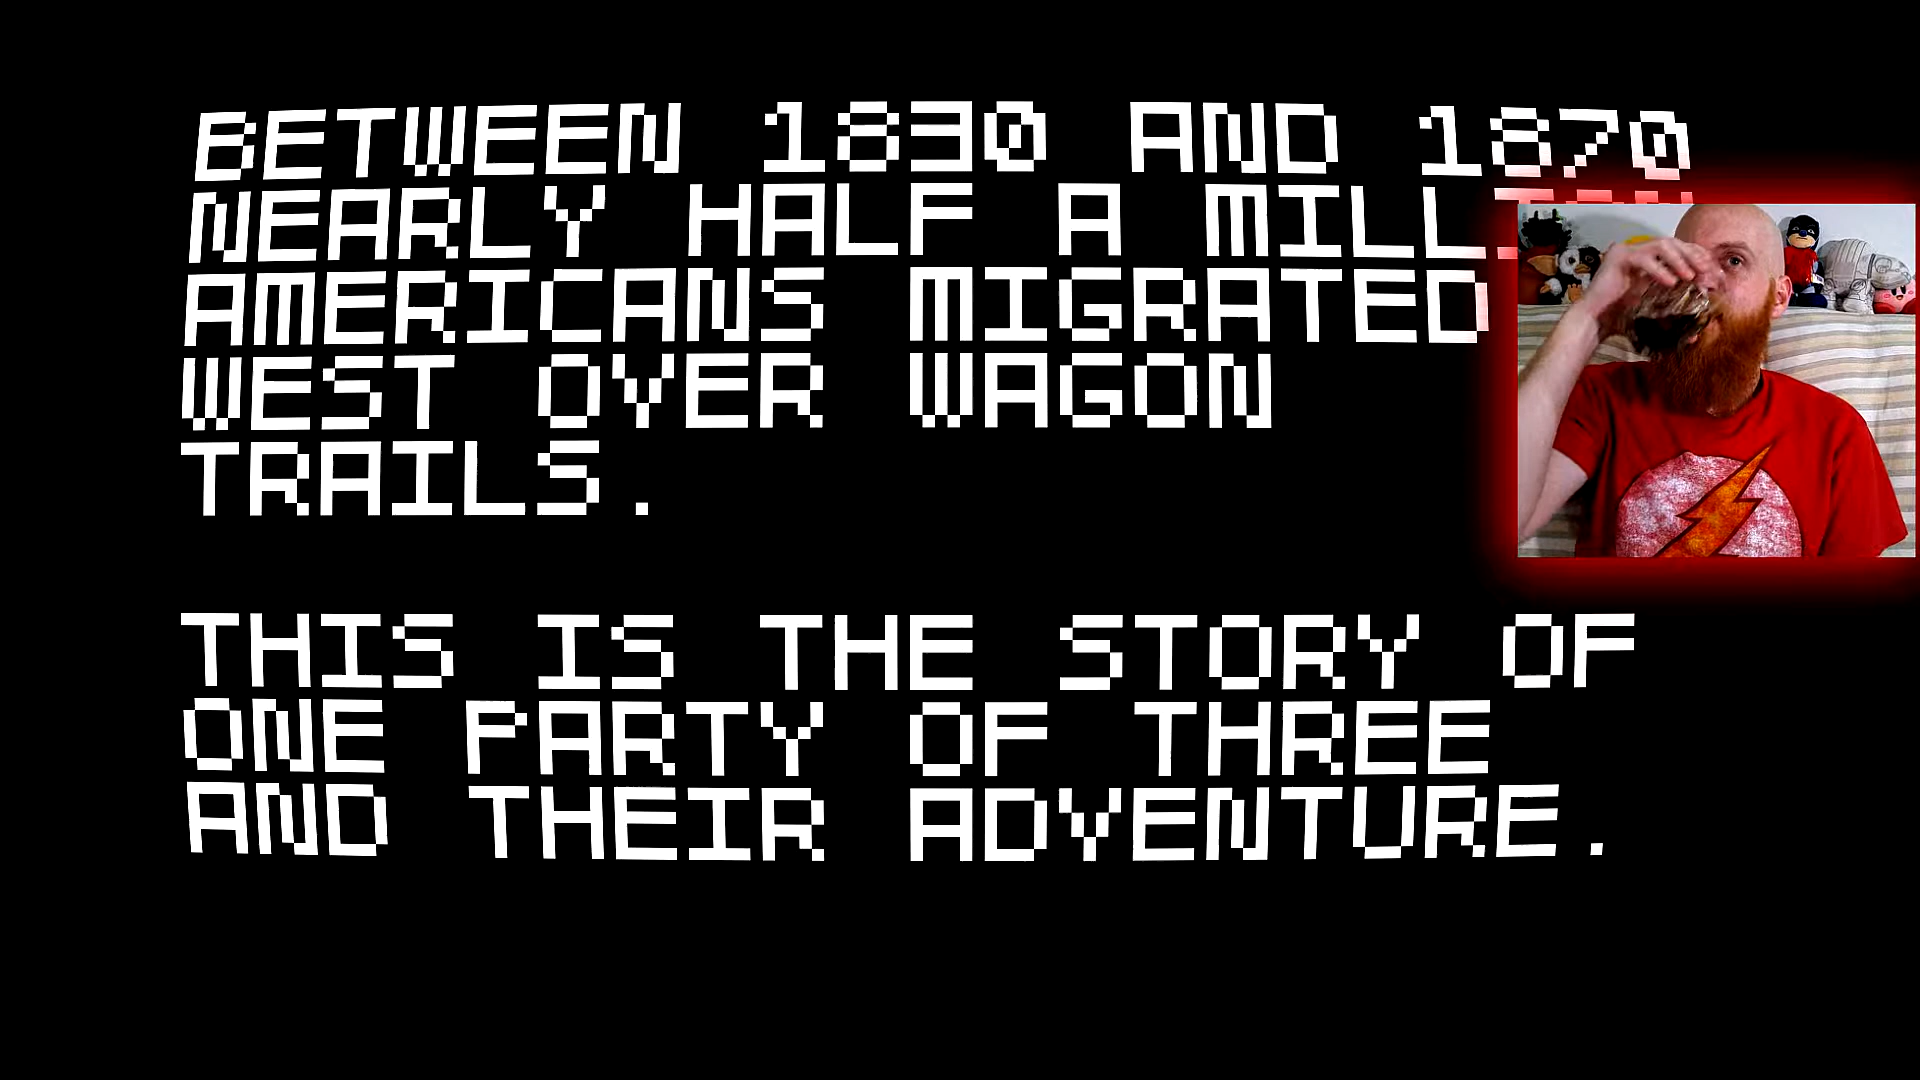 BETWEEN 1830 AND 1870
NEARLY HALF A MILLION
AMERICANS MIGRATED
WEST OVER WAGON
TRAILS.
THIS IS THE STORY OF
ONE PARTY OF THREE
AND THEIR ADVENTURE.